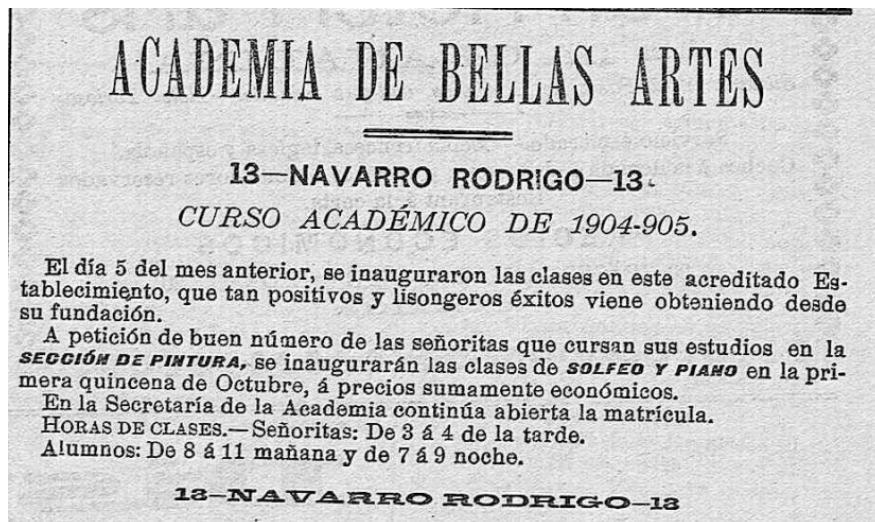 ACADEMIA DE BELLAS ARTES
13—NAVARRO RODRIGO—13.
CURSO ACADÉMICO DE 1904-905.
El día 5 del mes anterior, se inauguraron las clases en este acreditado Es-
tablecimiento, que tan positivos y lisongeros éxitos viene obteniendo desde
su fundación.
A petición de buen número de las señoritas que cursan sus estudios en la
SECCIÓN DE PINTURA, se inaugurarán las clases de SOLFEO Y PIANO en la pri-
mera quincena de Octubre, á precios sumamente económicos.
En la Secretaría de la Academia continúa abierta la matrícula.
HORAS DE CLASES.—Señoritas: De 3 á 4 de la tarde.
Alumnos: De 8 á 11 mañana y de 7 á 9 noche.
13—NAVARRO RODRIGO—13